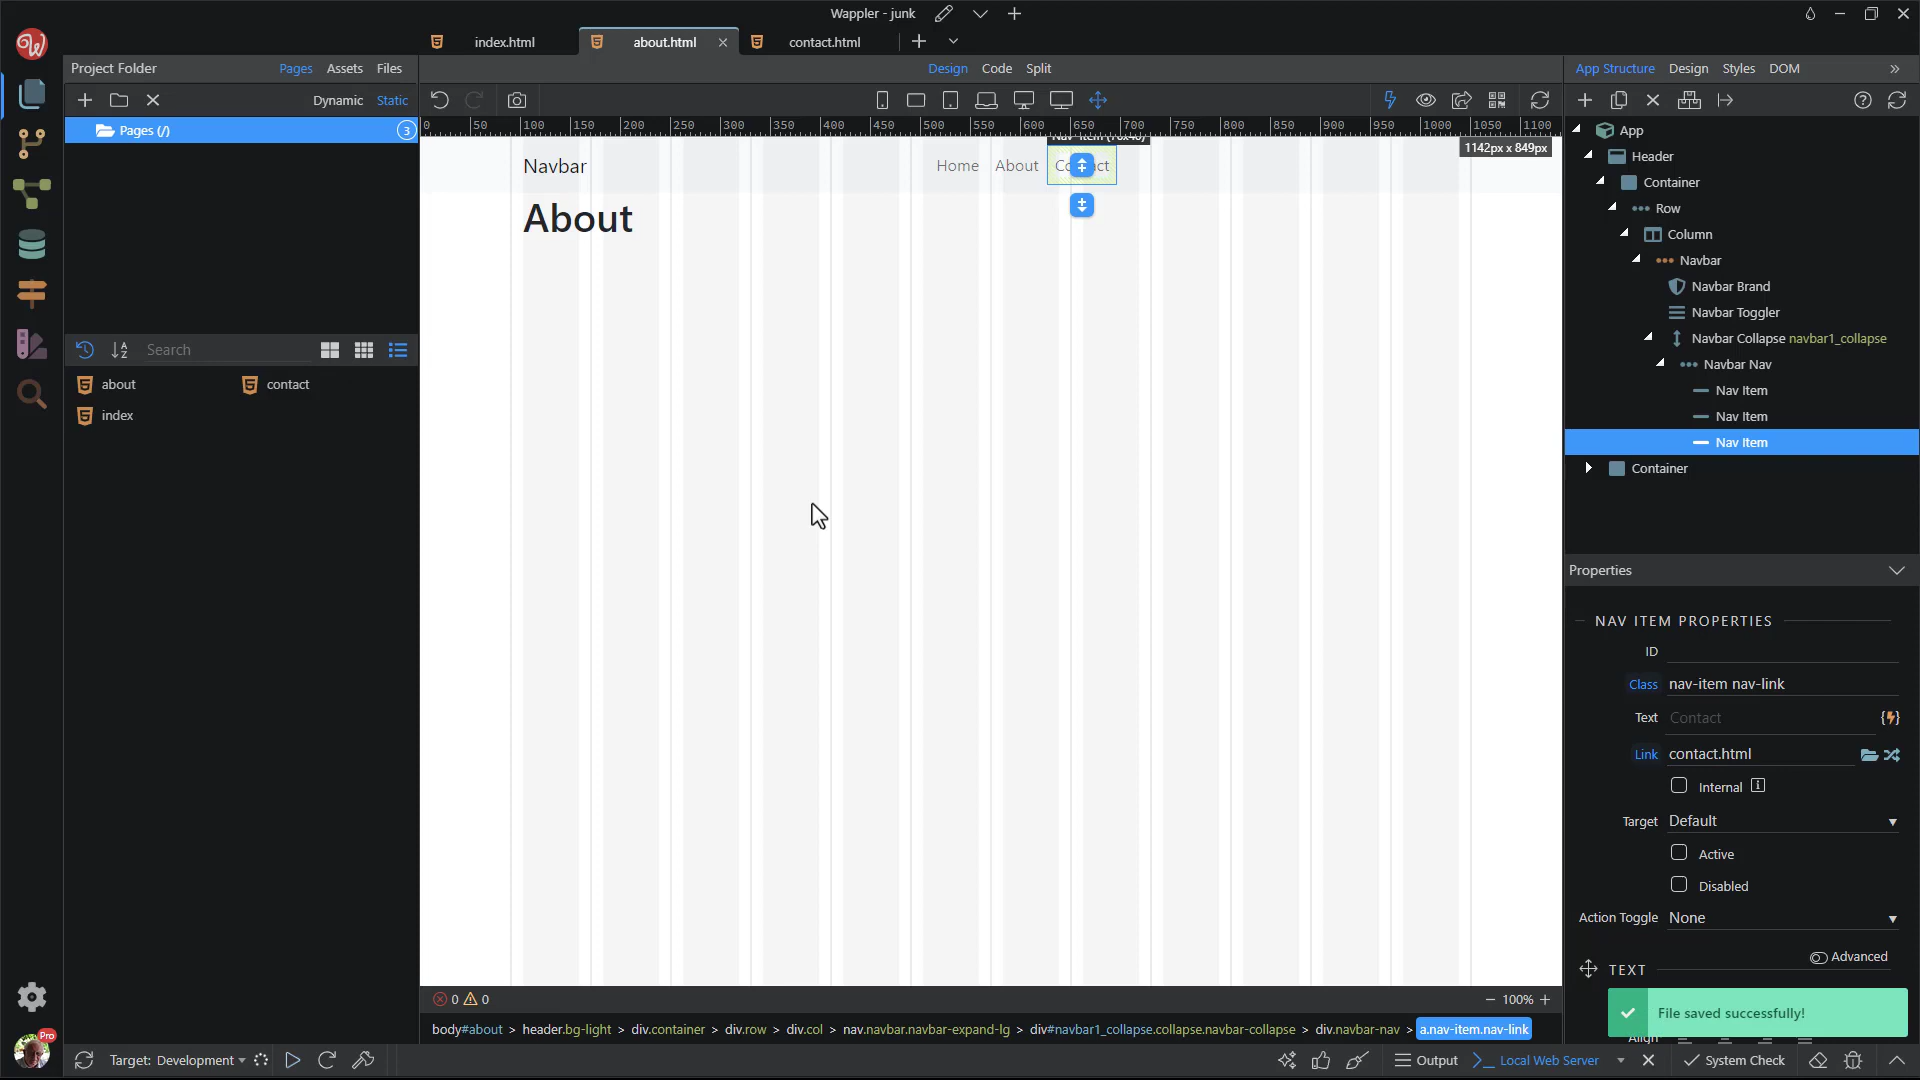 Wappler - junk
index.html
about.html
contact.html
Project Folder
Pages
Assets
Files
Design
Code
Split
App Structure
Design
Styles
DOM
Dynamic
Static
Pages (/)
3
0 50 100 150 200 250 300 350 400 450 500 550 600 650 700 750 800 850 900 950 1000 1050 1100
1142px x 849px
Navbar
Home
About
About
Search
about
contact
index
App
Header
Container
Row
Column
Navbar
Navbar Brand
Navbar Toggler
Navbar Collapse navbar1_collapse
Navbar Nav
Nav Item
Nav Item
Nav Item
Container
Properties
NAV ITEM PROPERTIES
ID
Class nav-item nav-link
Text Contact
Link contact.html
Internal
Target Default
Active
Disabled
Action Toggle None
Advanced
TEXT
File saved successfully!
Align
0 0
100%
body#about > header.bg-light > div.container > div.row > div.col > nav.navbar.navbar-expand-lg > div#navbar1_collapse.collapse.navbar-collapse > div.navbar-nav > a.nav-item.nav-link
Pro
Target: Development
Output
Local Web Server
System Check